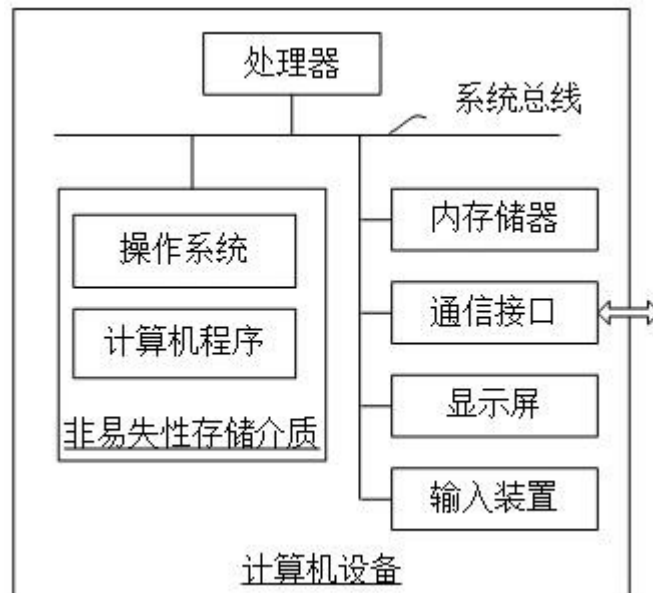 处理器
系统总线
操作系统
计算机程序
非易失性存储介质
内存储器
通信接口
显示屏
输入装置
计算机设备